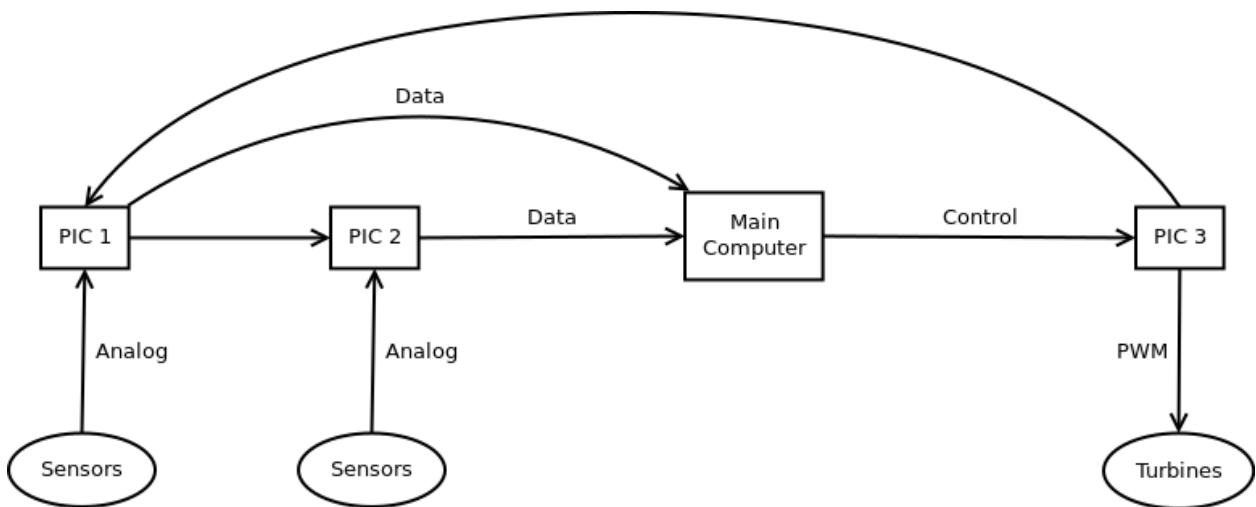 Data
PIC 1
PIC 2
Data
Main
Computer
Control
PIC 3
Analog
Analog
PWM
Sensors
Sensors
Turbines